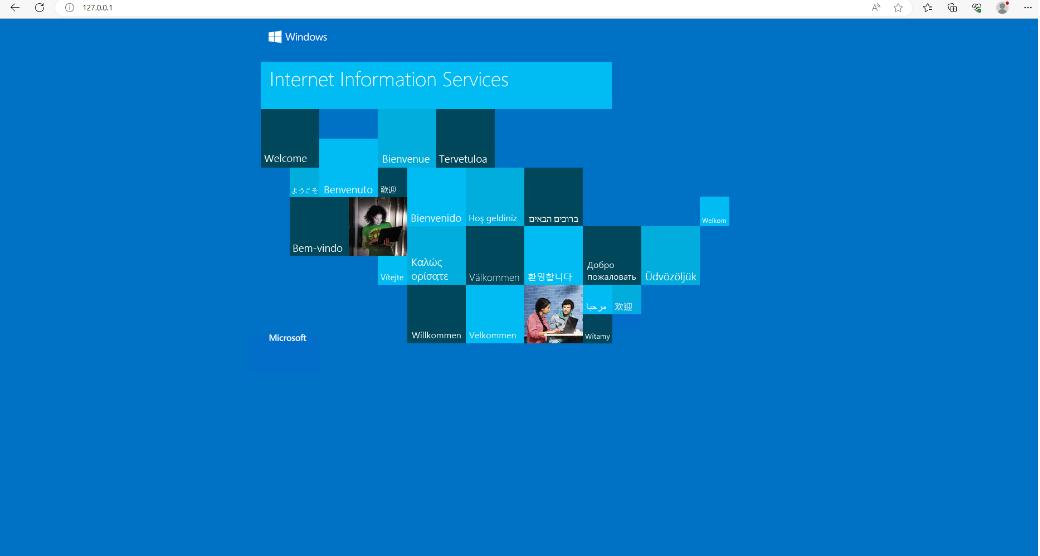 127.0.0.1
Windows
Internet Information Services
Welcome
Bienvenue
Tervetuloa
ようこそ
Benvenuto
歡迎
Bienvenido
Hoş geldiniz
ברוכים הבאים
Welkom
Bem-vindo
Vítejte
Καλώς
ορίσατε
Välkommen
환영합니다
Добро
пожаловать
Üdvözöljük
Microsoft
Willkommen
Velkommen
مرحبا
欢迎
Witamy